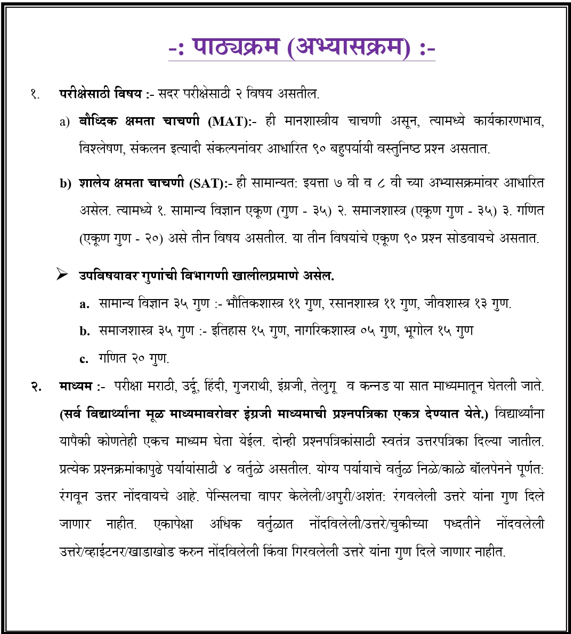 -: पाठ्यक्रम (अभ्यासक्रम) :-
१. परीक्षेसाठी विषय :- सदर परीक्षेसाठी २ विषय असतील.
a) बौध्दिक क्षमता चाचणी (MAT):- ही मानशास्त्रीय चाचणी असून, त्यामध्ये कार्यकारणभाव,
विश्लेषण, संकलन इत्यादी संकल्पनांवर आधारित ९० बहुपर्यायी वस्तुनिष्ठ प्रश्न असतात.
b) शालेय क्षमता चाचणी (SAT):- ही सामान्यत: इयत्ता ७ वी व ८ वी च्या अभ्यासक्रमांवर आधारित
असेल. त्यामध्ये १. सामान्य विज्ञान एकूण (गुण - ३५) २. समाजशास्त्र (एकूण गुण - ३५) ३. गणित
(एकूण गुण - २०) असे तीन विषय असतील. या तीन विषयांचे एकूण ९० प्रश्न सोडवायचे असतात.
➤ उपविषयावर गुणांची विभागणी खालीलप्रमाणे असेल.
a. सामान्य विज्ञान ३५ गुण :- भौतिकशास्त्र ११ गुण, रसानशास्त्र ११ गुण, जीवशास्त्र १३ गुण.
b. समाजशास्त्र ३५ गुण :- इतिहास १५ गुण, नागरिकशास्त्र ०५ गुण, भूगोल १५ गुण
c. गणित २० गुण.
२. माध्यम :- परीक्षा मराठी, उर्दू, हिंदी, गुजराथी, इंग्रजी, तेलुगू व कन्नड या सात माध्यमातून घेतली जाते.
(सर्व विद्यार्थ्यांना मूळ माध्यमाबरोबर इंग्रजी माध्यमाची प्रश्नपत्रिका एकत्र देण्यात येते.) विद्यार्थ्यांना
यापैकी कोणतेही एकच माध्यम घेता येईल. दोन्ही प्रश्नपत्रिकांसाठी स्वतंत्र उत्तरपत्रिका दिल्या जातील.
प्रत्येक प्रश्नक्रमांकापुढे पर्यायांसाठी ४ वर्तुळे असतील. योग्य पर्यायाचे वर्तुळ निळे/काळे बॉलपेनने पूर्णत:
रंगवून उत्तर नोंदवायचे आहे. पेन्सिलचा वापर केलेली/अपुरी/अशंत: रंगवलेली उत्तरे यांना गुण दिले
जाणार नाहीत. एकापेक्षा अधिक वर्तुळात नोंदविलेली/उत्तरे/चुकीच्या पध्दतीने नोंदवलेली
उत्तरे/व्हाईटनर/खाडाखोड करुन नोंदविलेली किंवा गिरवलेली उत्तरे यांना गुण दिले जाणार नाहीत.